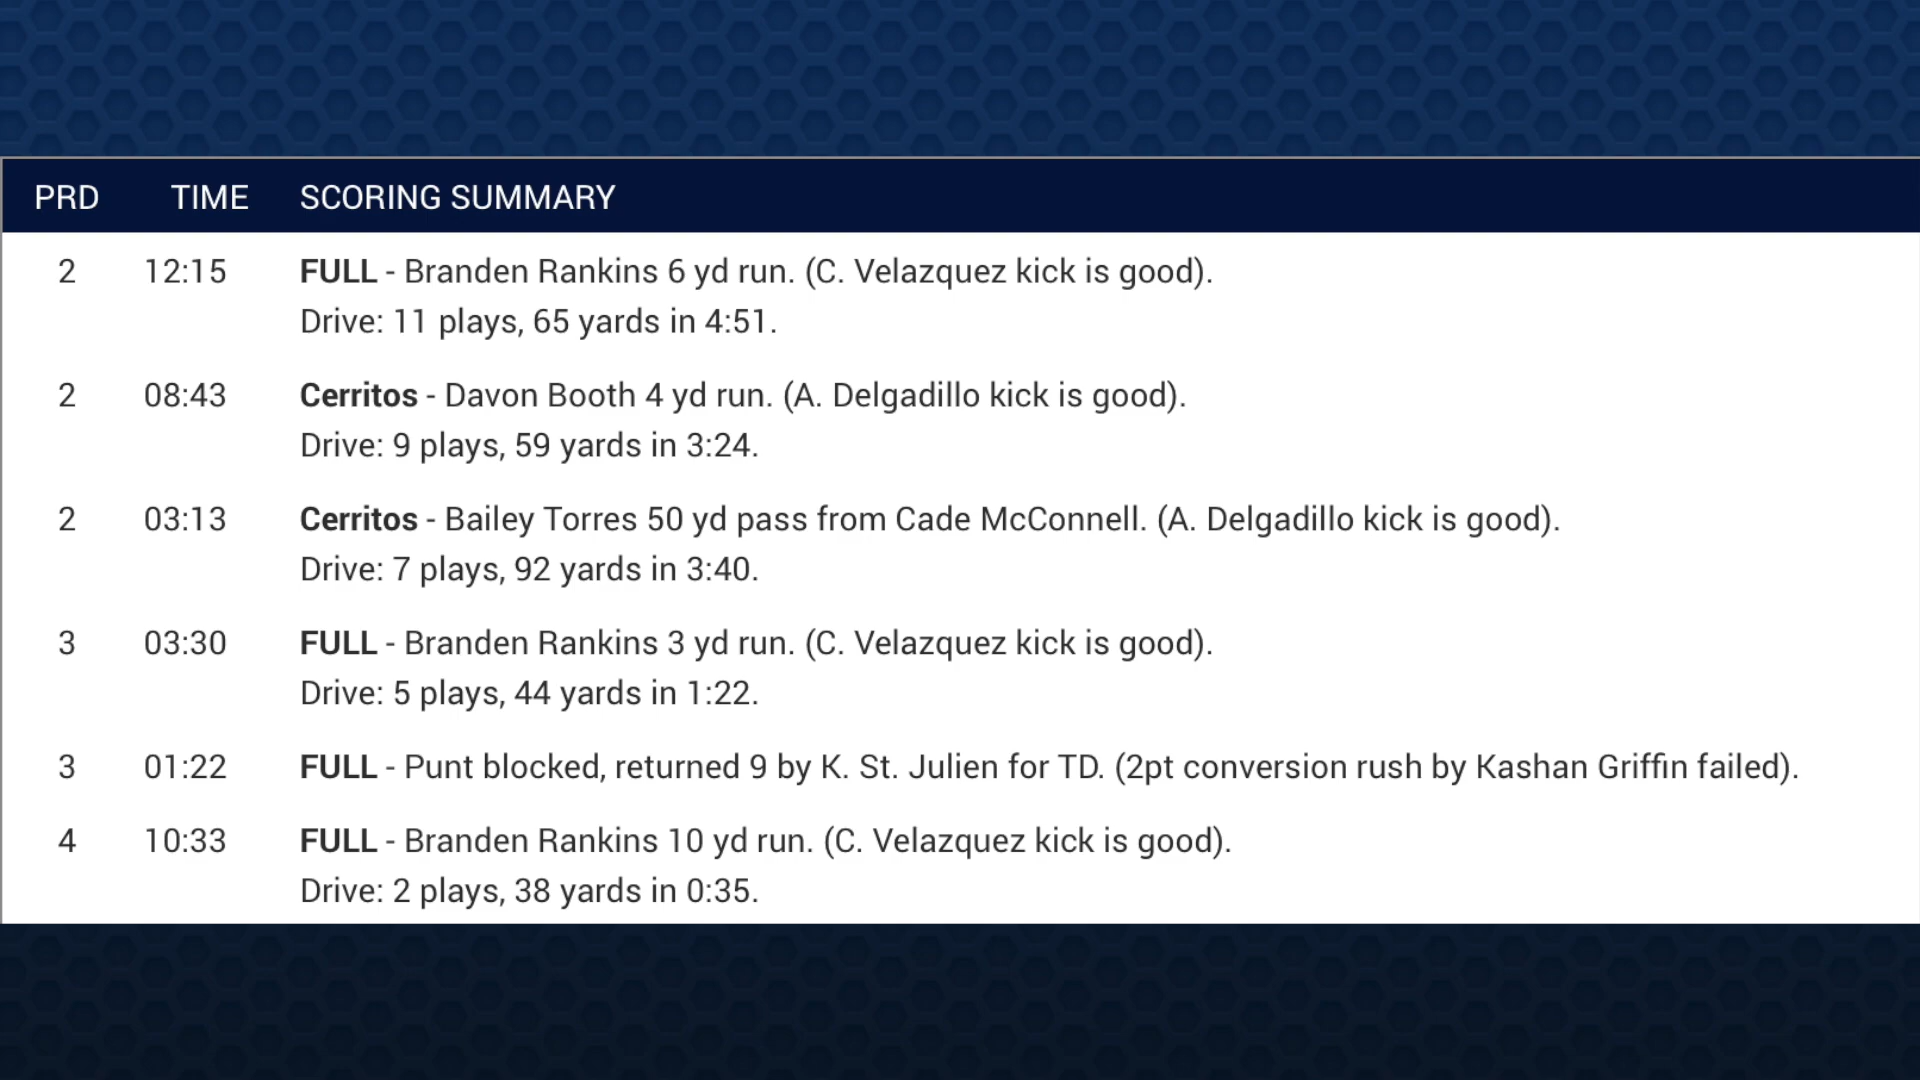 PRD TIME SCORING SUMMARY
2 12:15 FULL - Branden Rankins 6 yd run. (C. Velazquez kick is good).
Drive: 11 plays, 65 yards in 4:51.
2 08:43 Cerritos - Davon Booth 4 yd run. (A. Delgadillo kick is good).
Drive: 9 plays, 59 yards in 3:24.
2 03:13 Cerritos - Bailey Torres 50 yd pass from Cade McConnell. (A. Delgadillo kick is good).
Drive: 7 plays, 92 yards in 3:40.
3 03:30 FULL - Branden Rankins 3 yd run. (C. Velazquez kick is good).
Drive: 5 plays, 44 yards in 1:22.
3 01:22 FULL - Punt blocked, returned 9 by K. St. Julien for TD. (2pt conversion rush by Kashan Griffin failed).
4 10:33 FULL - Branden Rankins 10 yd run. (C. Velazquez kick is good).
Drive: 2 plays, 38 yards in 0:35.